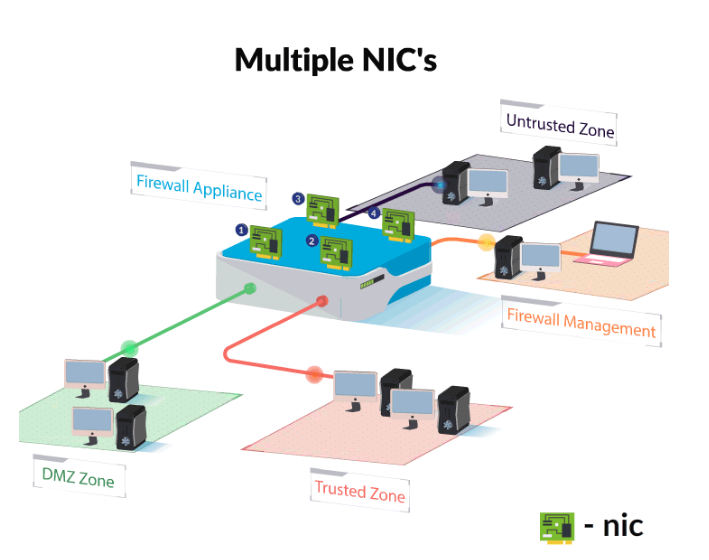 Multiple NIC's
Untrusted Zone
Firewall Appliance
3
4
1
2
Firewall Management
DMZ Zone
Trusted Zone
- nic